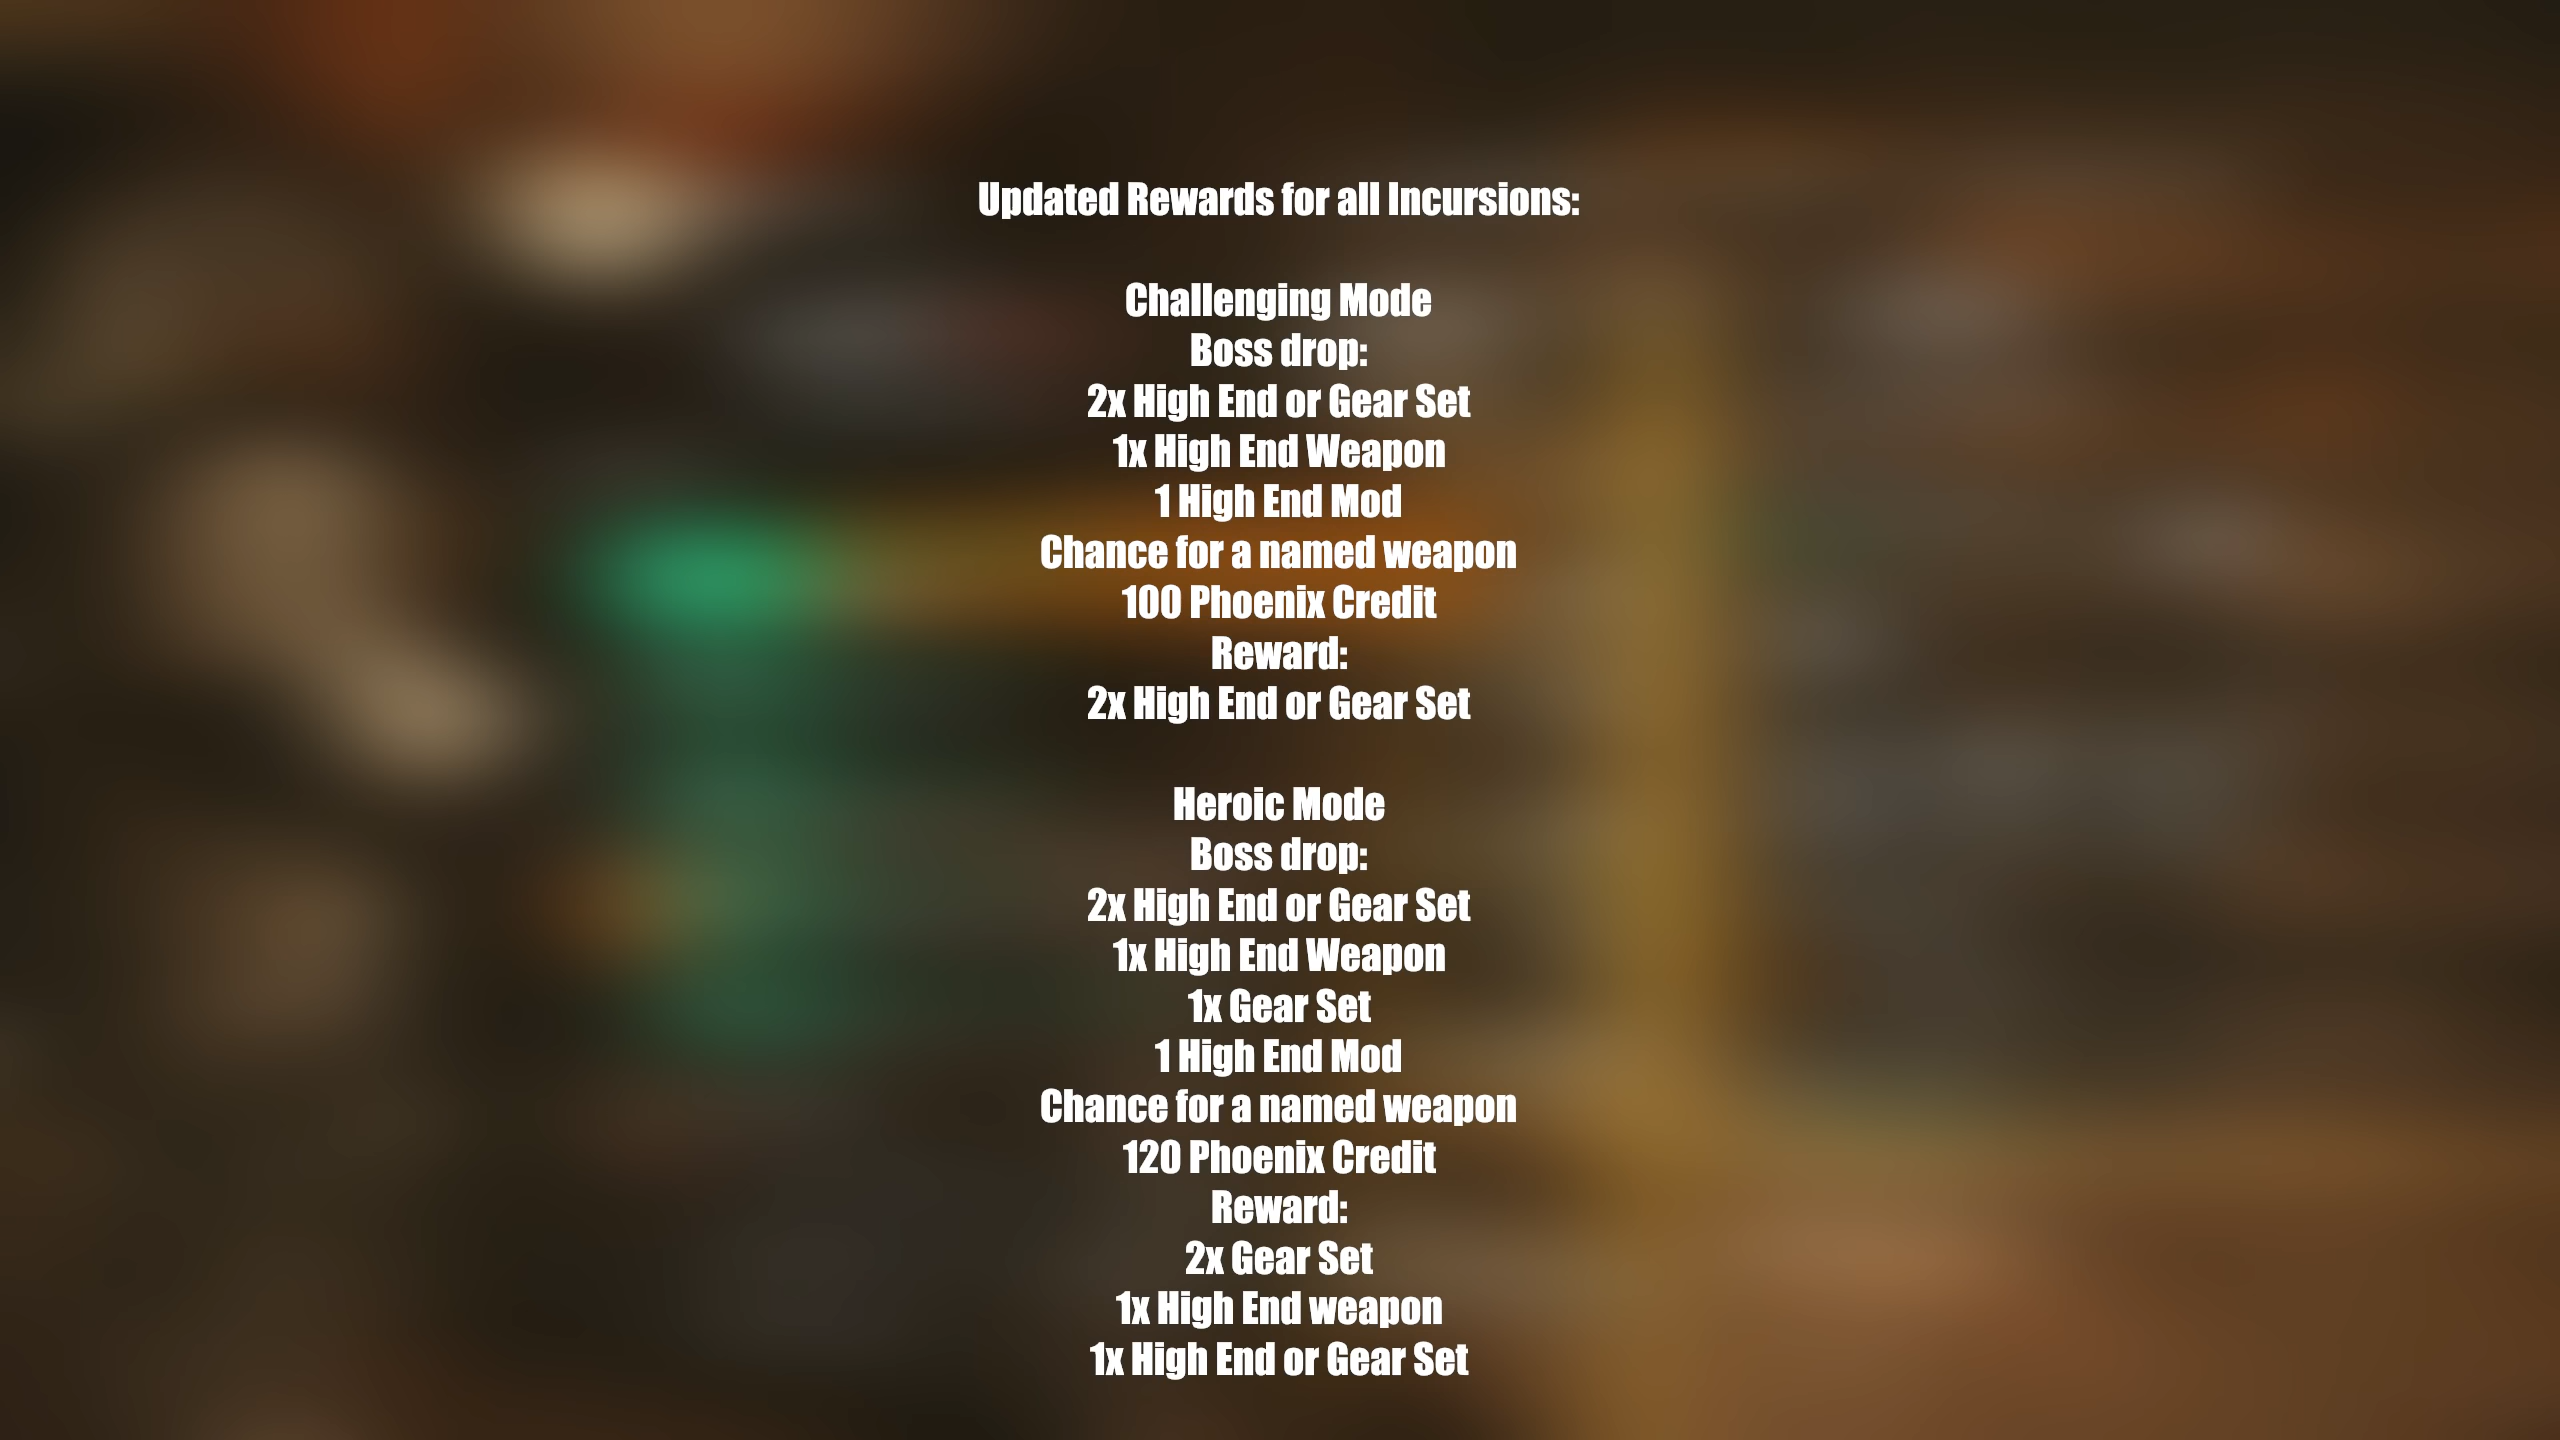 Updated Rewards for all Incursions:
Challenging Mode
Boss drop:
2x High End or Gear Set
1x High End Weapon
1 High End Mod
Chance for a named weapon
100 Phoenix Credit
Reward:
2x High End or Gear Set
Heroic Mode
Boss drop:
2x High End or Gear Set
1x High End Weapon
1x Gear Set
1 High End Mod
Chance for a named weapon
120 Phoenix Credit
Reward:
2x Gear Set
1x High End weapon
1x High End or Gear Set